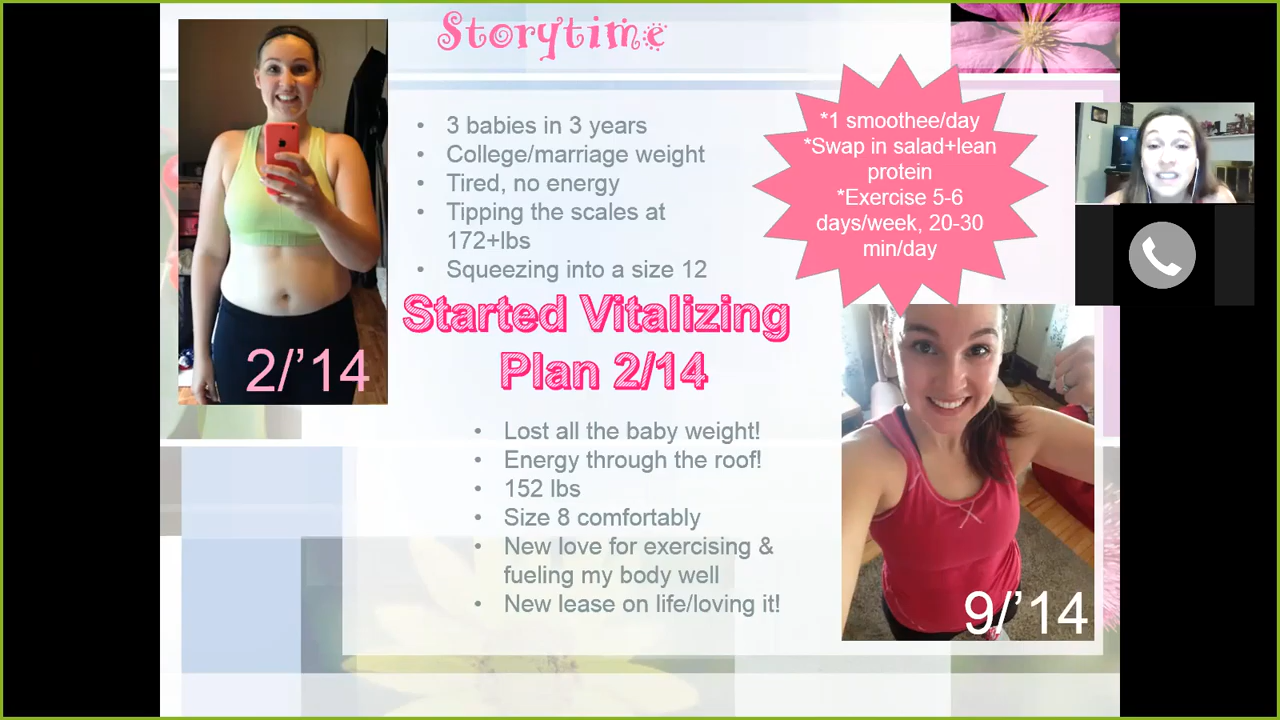 Storytime
3 babies in 3 years
College/marriage weight
Tired, no energy
Tipping the scales at
172+lbs
Squeezing into a size 12
*1 smoothee/day
*Swap in salad+lean
protein
*Exercise 5-6
days/week, 20-30
min/day
2/’14
Started Vitalizing
Plan 2/14
Lost all the baby weight!
Energy through the roof!
152 lbs
Size 8 comfortably
New love for exercising &
fueling my body well
New lease on life/loving it!
9/’14